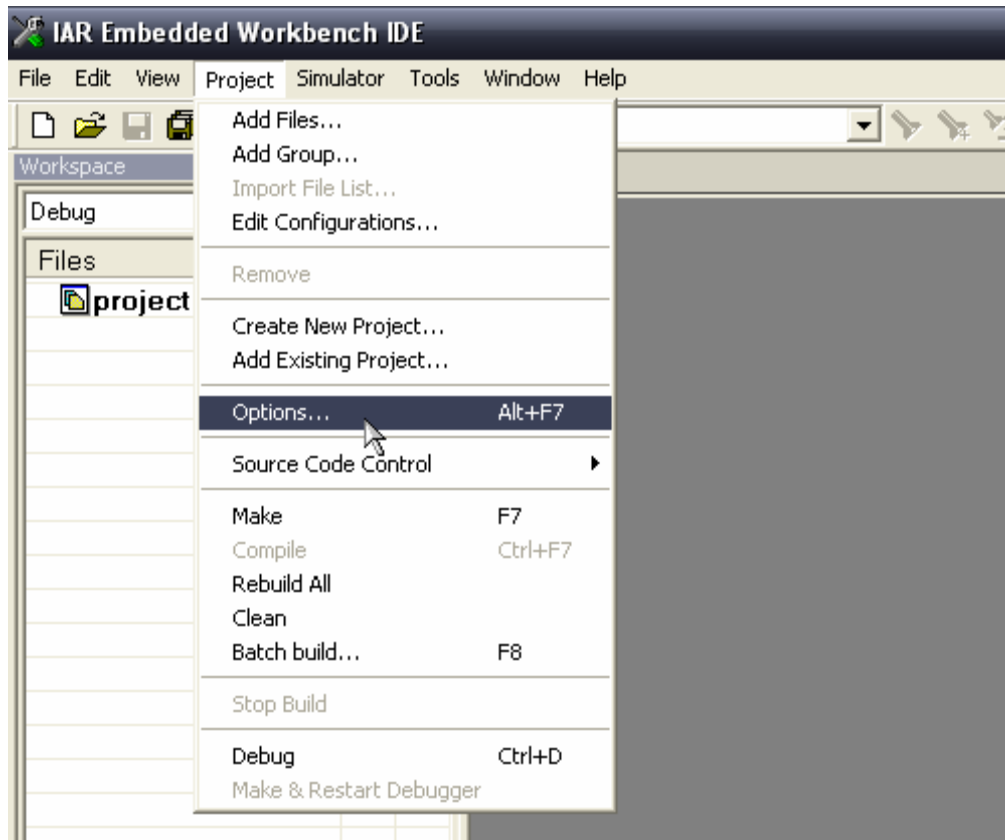 IAR Embedded Workbench IDE
File Edit View Project Simulator Tools Window Help
Workspace
Debug
Files
project
Add Files...
Add Group...
Import File List...
Edit Configurations...
Remove
Create New Project...
Add Existing Project...
Options... Alt+F7
Source Code Control
Make F7
Compile Ctrl+F7
Rebuild All
Clean
Batch build... F8
Stop Build
Debug Ctrl+D
Make & Restart Debugger